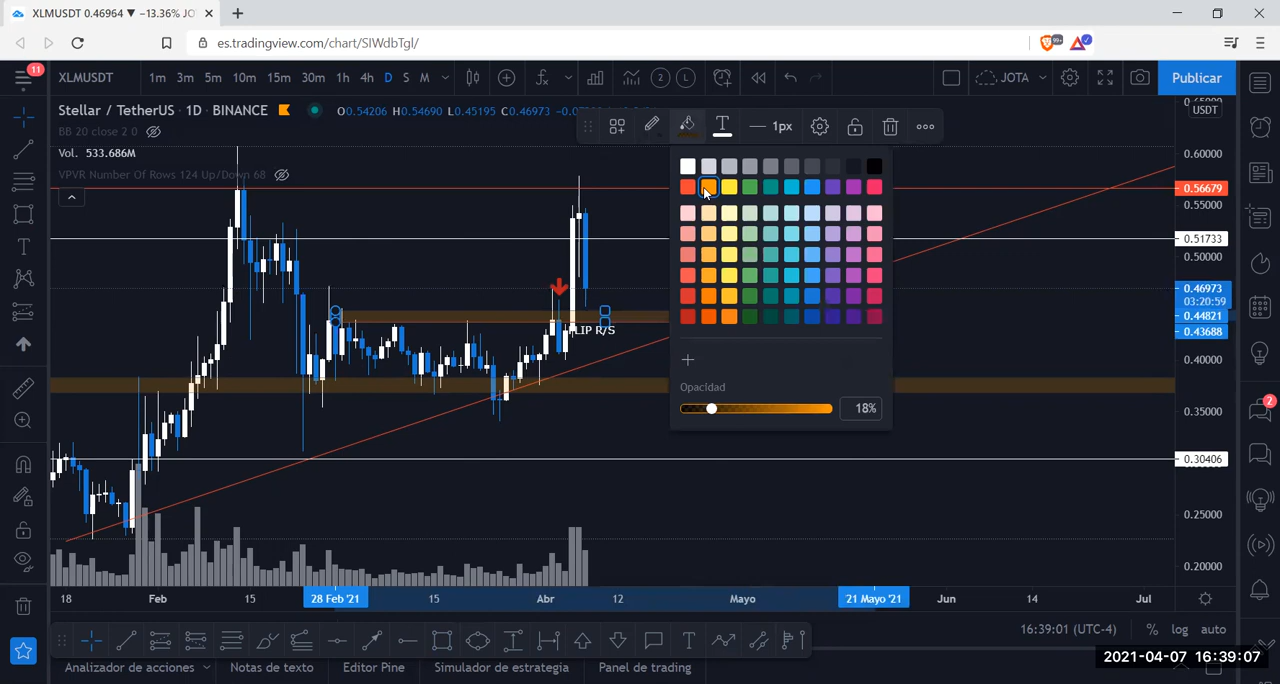 XLMUSDT 0.46964 ▼ −13.36% JO
es.tradingview.com/chart/SIWdbTgl/
99+
11
XLMUSDT 1m 3m 5m 10m 15m 30m 1h 4h D S M 2 L JOTA Publicar
Stellar / TetherUS · 1D · BINANCE O0.54206 H0.54690 L0.45195 C0.46973
BB 20 close 2 0
Vol. 533.686M
VPVR Number Of Rows 124 Up/Down 68
1px
USDT
0.60000
0.56679
0.55000
0.51733
0.50000
0.46973
03:20:59
0.44821
0.43688
0.40000
0.35000
0.30406
0.25000
0.20000
FLIP R/S
Opacidad
18%
2
18 Feb 15 28 Feb '21 15 Abr 12 Mayo 21 Mayo '21 Jun 14 Jul
16:39:01 (UTC-4) % log auto
T
Analizador de acciones Notas de texto Editor Pine Simulador de estrategia Panel de trading
2021-04-07 16:39:07